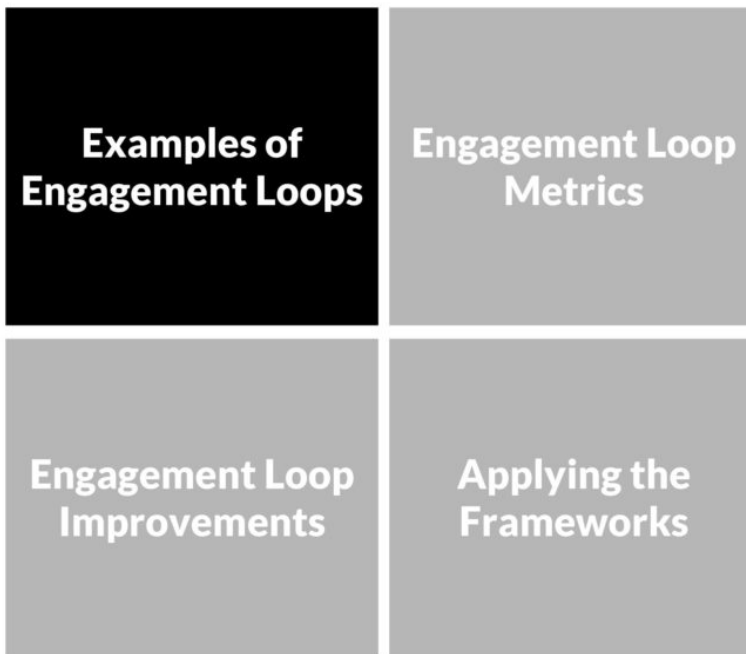 Examples of
Engagement Loops
Engagement Loop
Metrics
Engagement Loop
Improvements
Applying the
Frameworks